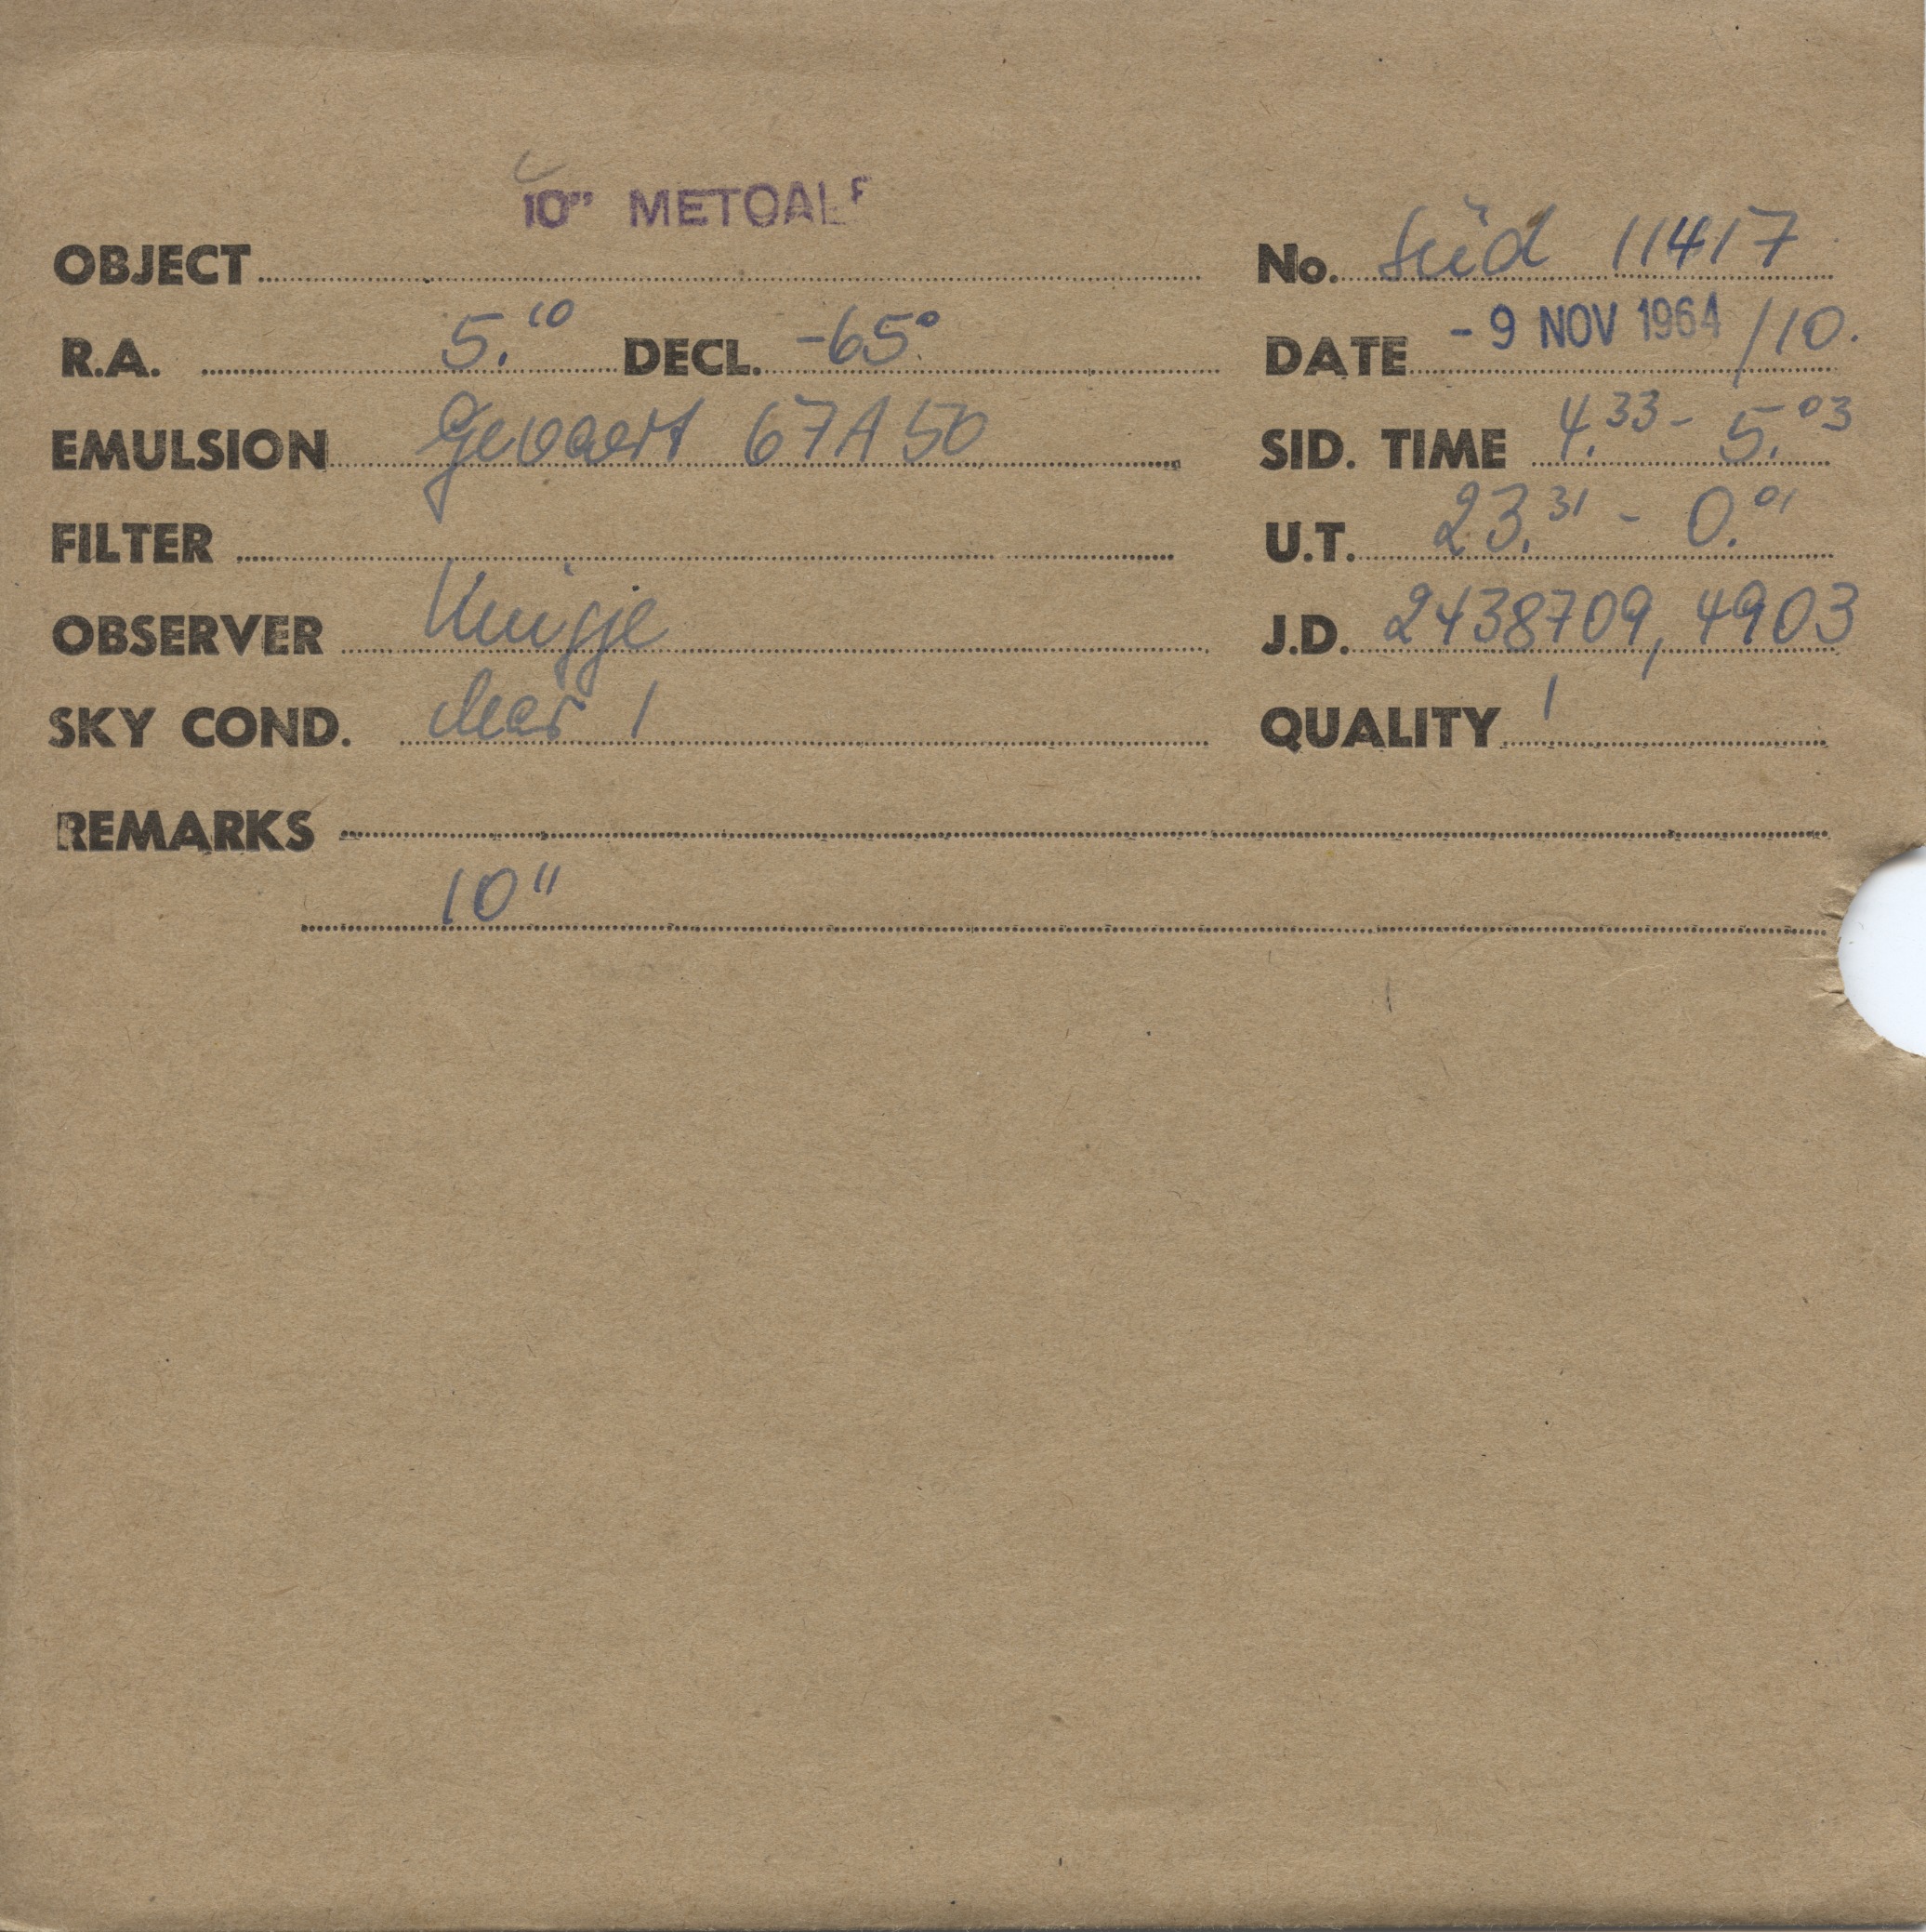 10" METCALF
OBJECT No. Süd 11417
R.A. 5.10 DECL. -65° DATE - 9 NOV 1964 /10.
EMULSION Gevaert 67A50 SID. TIME 4.33 - 5.03
FILTER U.T. 23.31 - 0.01
OBSERVER J.D. 2438709,4903
SKY COND. clear 1 QUALITY 1
REMARKS
10"